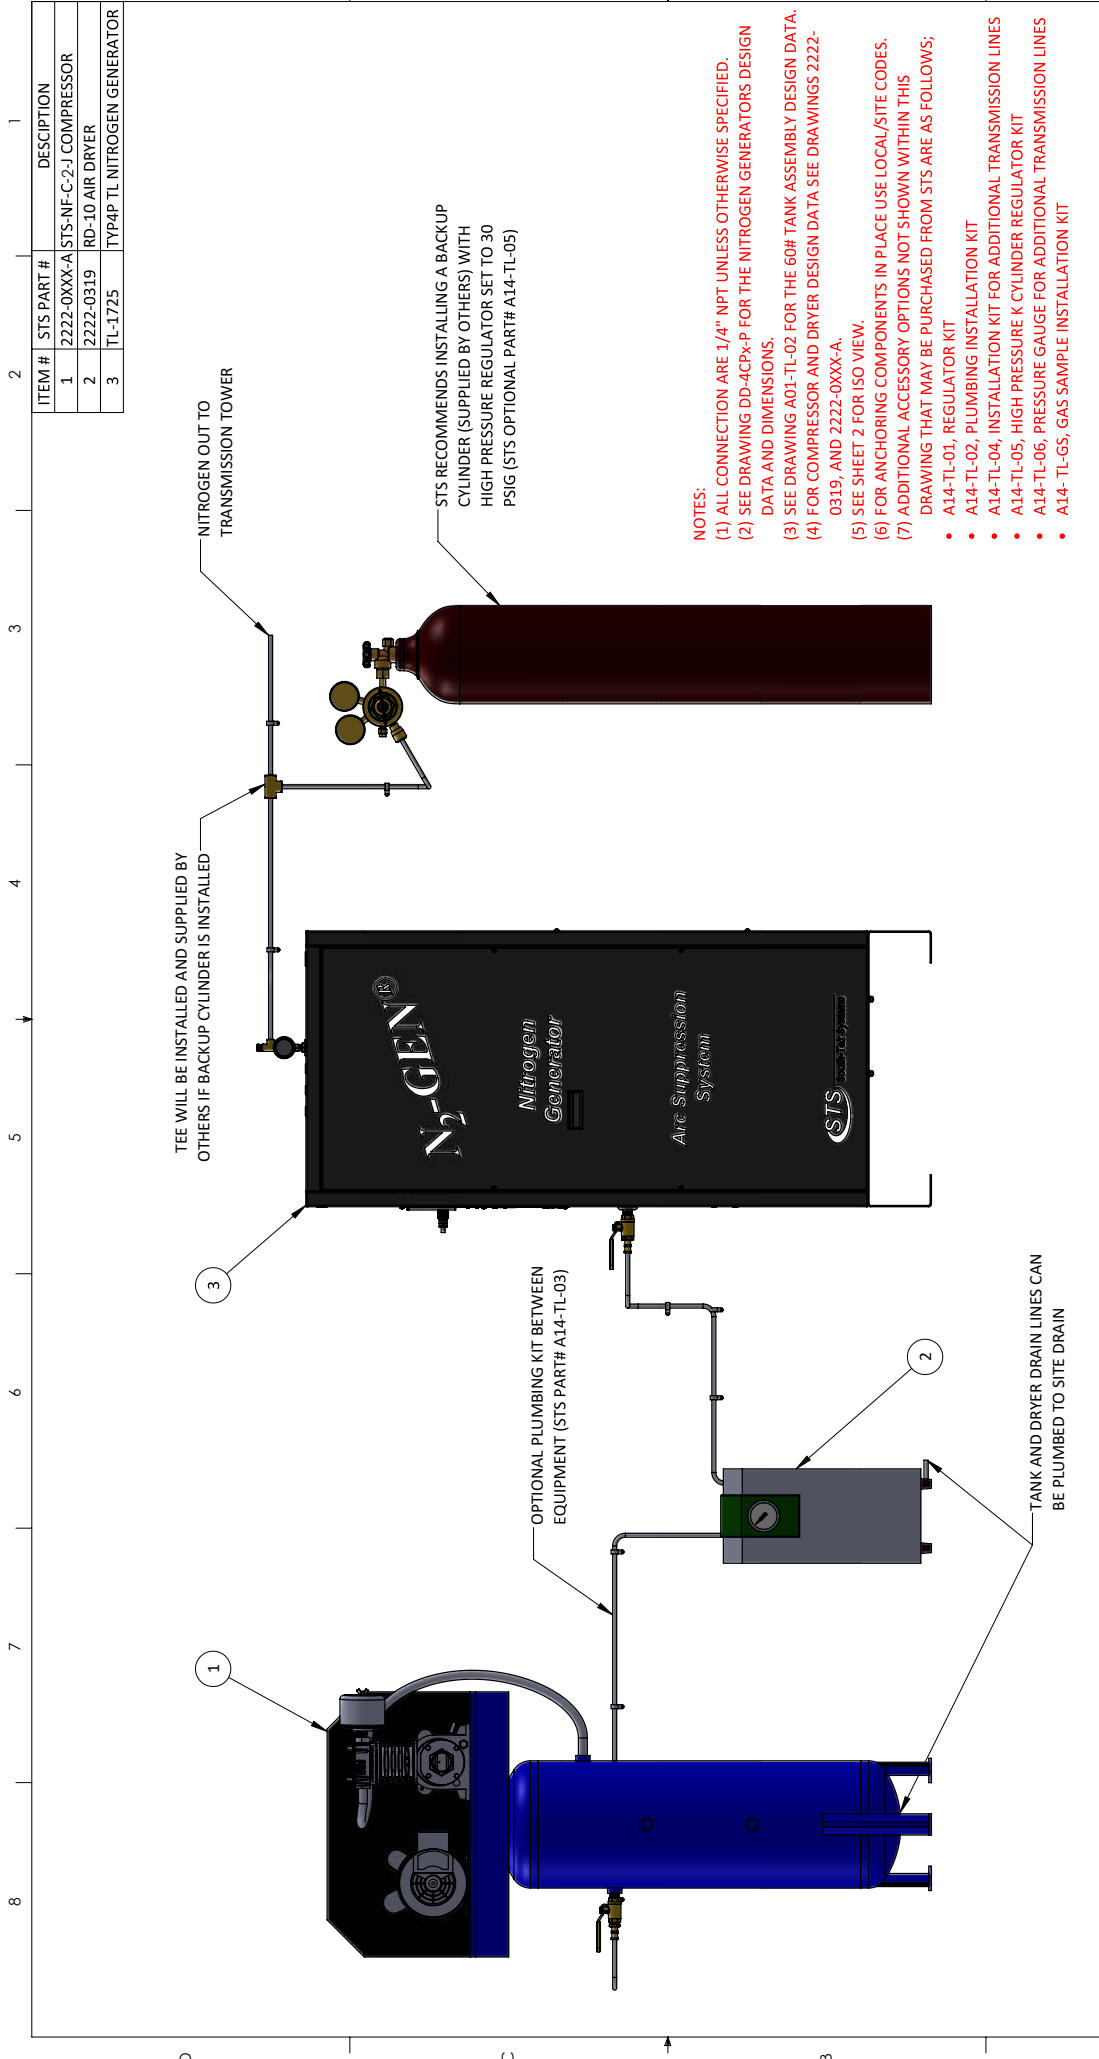 8
7
6
5
4
3
2
1
D
C
B
ITEM # STS PART # DESCIPTION
1 2222-0XXX-A STS-NF-C-2-J COMPRESSOR
2 2222-0319 RD-10 AIR DRYER
3 TL-1725 TYP4P TL NITROGEN GENERATOR
NITROGEN OUT TO
TRANSMISSION TOWER
TEE WILL BE INSTALLED AND SUPPLIED BY
OTHERS IF BACKUP CYLINDER IS INSTALLED
STS RECOMMENDS INSTALLING A BACKUP
CYLINDER (SUPPLIED BY OTHERS) WITH
HIGH PRESSURE REGULATOR SET TO 30
PSIG (STS OPTIONAL PART# A14-TL-05)
1
3
2
N2-GEN®
Nitrogen
Generator
Arc Suppression
System
STS South-Tek Systems
OPTIONAL PLUMBING KIT BETWEEN
EQUIPMENT (STS PART# A14-TL-03)
TANK AND DRYER DRAIN LINES CAN
BE PLUMBED TO SITE DRAIN
NOTES:
(1) ALL CONNECTION ARE 1/4" NPT UNLESS OTHERWISE SPECIFIED.
(2) SEE DRAWING DD-4CPx-P FOR THE NITROGEN GENERATORS DESIGN
DATA AND DIMENSIONS.
(3) SEE DRAWING A01-TL-02 FOR THE 60# TANK ASSEMBLY DESIGN DATA.
(4) FOR COMPRESSOR AND DRYER DESIGN DATA SEE DRAWINGS 2222-
0319, AND 2222-0XXX-A.
(5) SEE SHEET 2 FOR ISO VIEW.
(6) FOR ANCHORING COMPONENTS IN PLACE USE LOCAL/SITE CODES.
(7) ADDITIONAL ACCESSORY OPTIONS NOT SHOWN WITHIN THIS
DRAWING THAT MAY BE PURCHASED FROM STS ARE AS FOLLOWS;
• A14-TL-01, REGULATOR KIT
• A14-TL-02, PLUMBING INSTALLATION KIT
• A14-TL-04, INSTALLATION KIT FOR ADDITIONAL TRANSMISSION LINES
• A14-TL-05, HIGH PRESSURE K CYLINDER REGULATOR KIT
• A14-TL-06, PRESSURE GAUGE FOR ADDITIONAL TRANSMISSION LINES
• A14- TL-GS, GAS SAMPLE INSTALLATION KIT